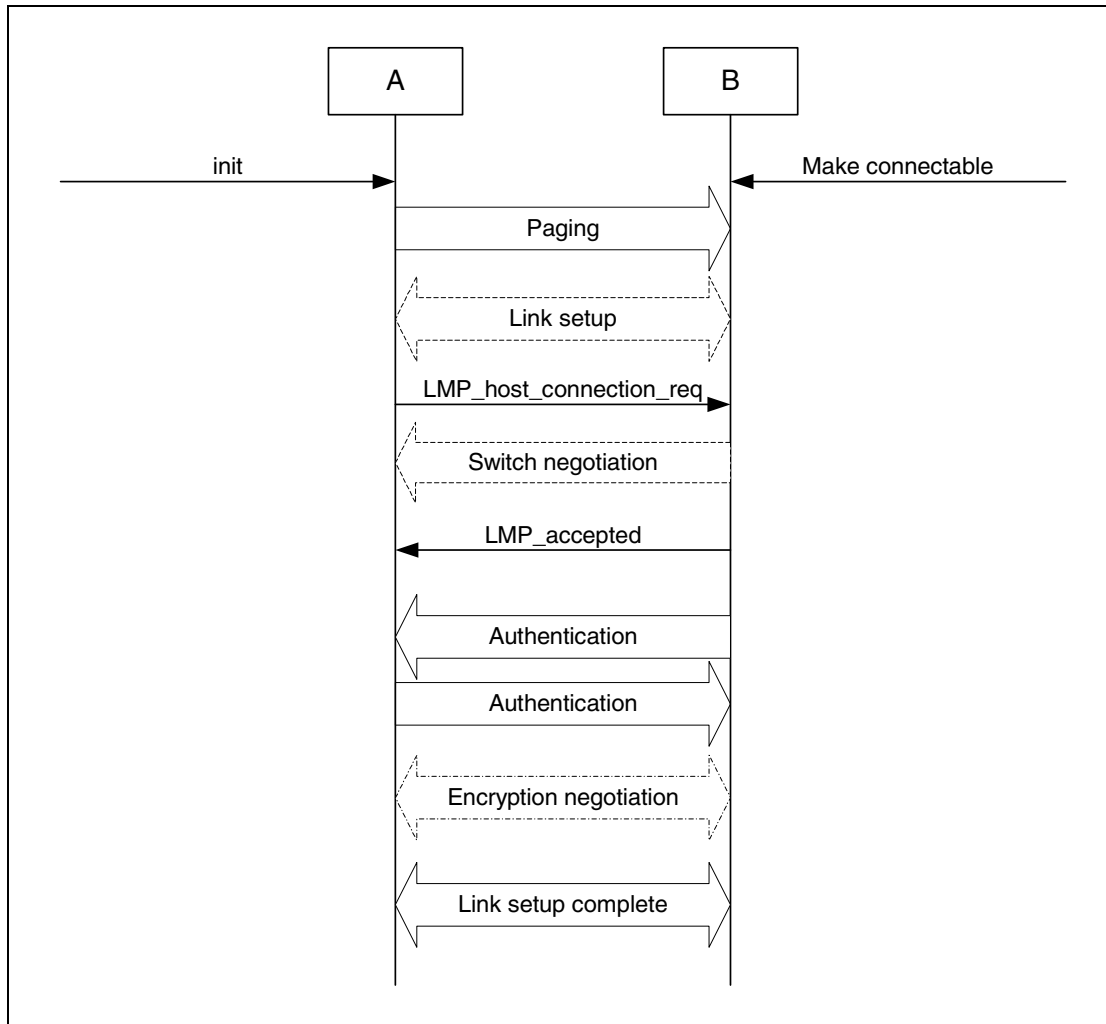 A
B
init
Make connectable
Paging
Link setup
LMP_host_connection_req
Switch negotiation
LMP_accepted
Authentication
Authentication
Encryption negotiation
Link setup complete